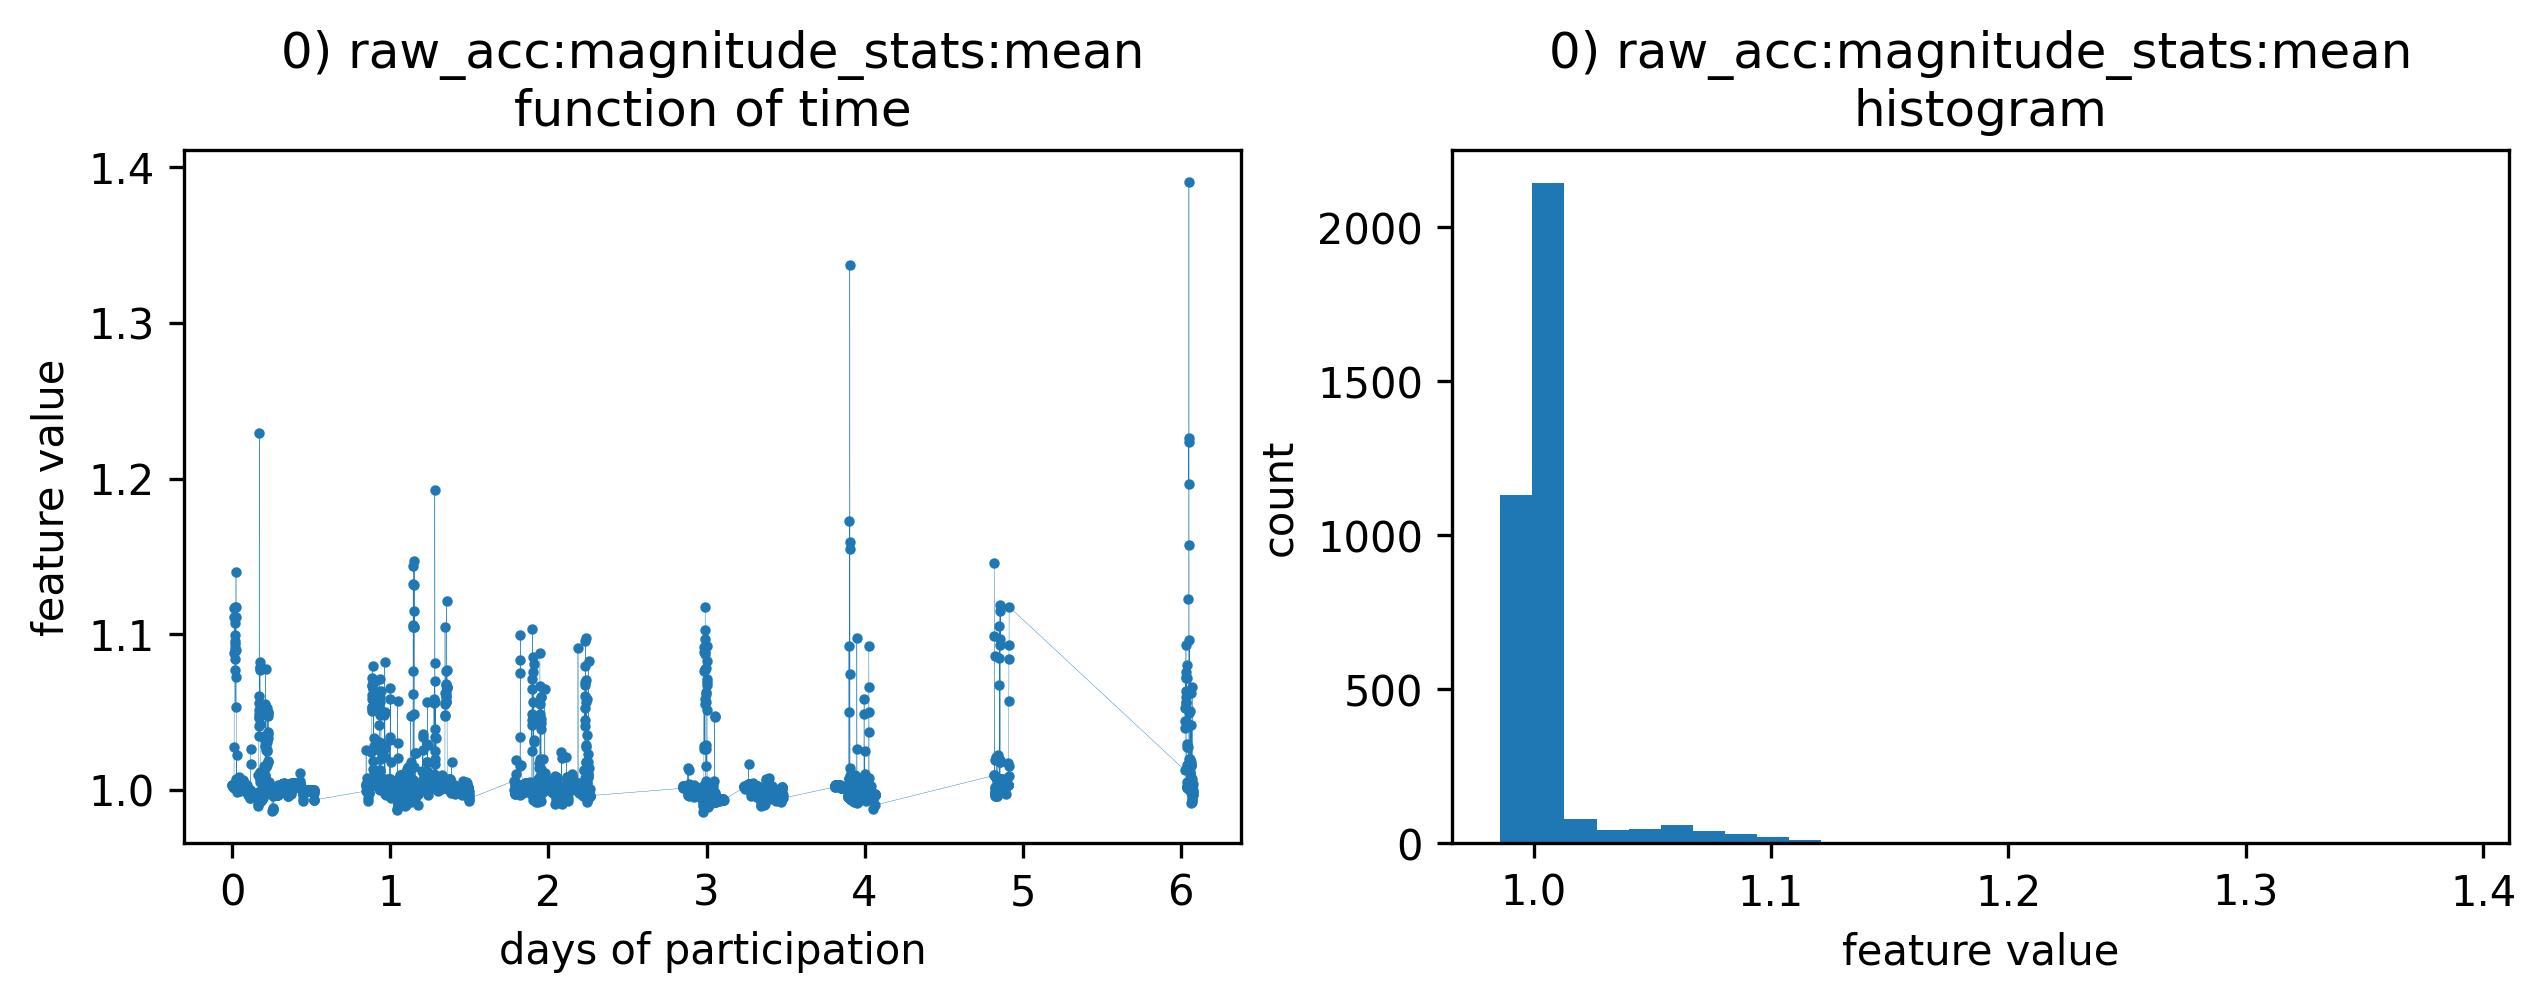 0) raw_acc:magnitude_stats:mean
function of time
feature value
1.4
1.3
1.2
1.1
1.0
0 1 2 3 4 5 6
days of participation
0) raw_acc:magnitude_stats:mean
histogram
count
2000
1500
1000
500
0
1.0 1.1 1.2 1.3 1.4
feature value